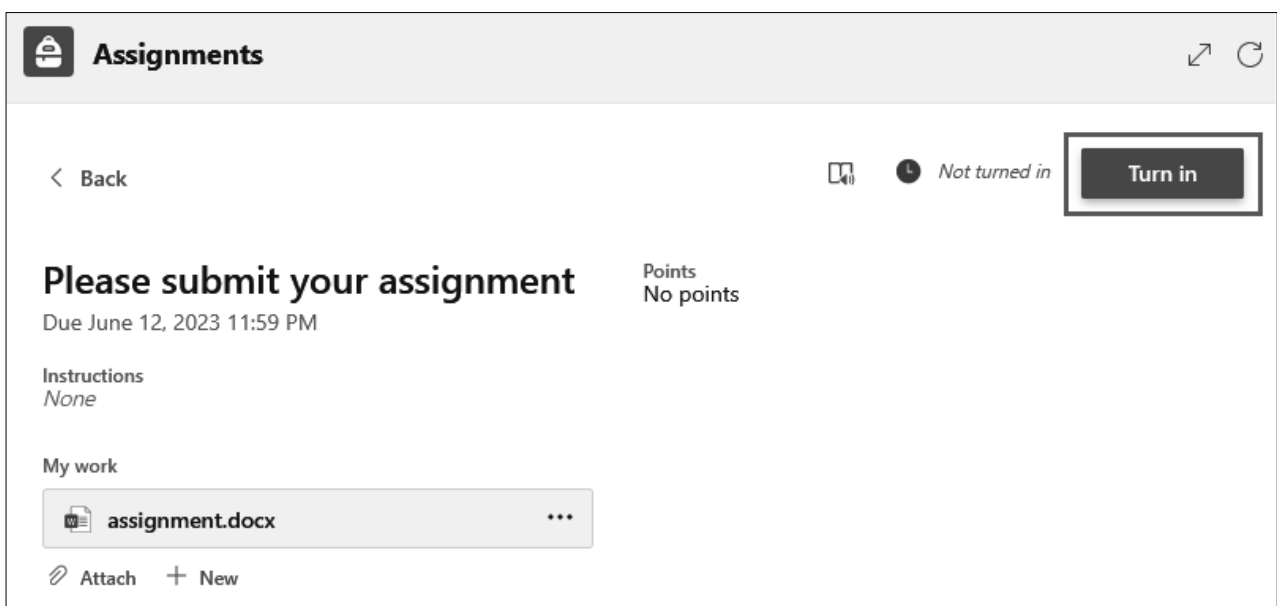 Assignments
Back
Not turned in
Turn in
Please submit your assignment
Due June 12, 2023 11:59 PM
Points
No points
Instructions
None
My work
assignment.docx
Attach
New